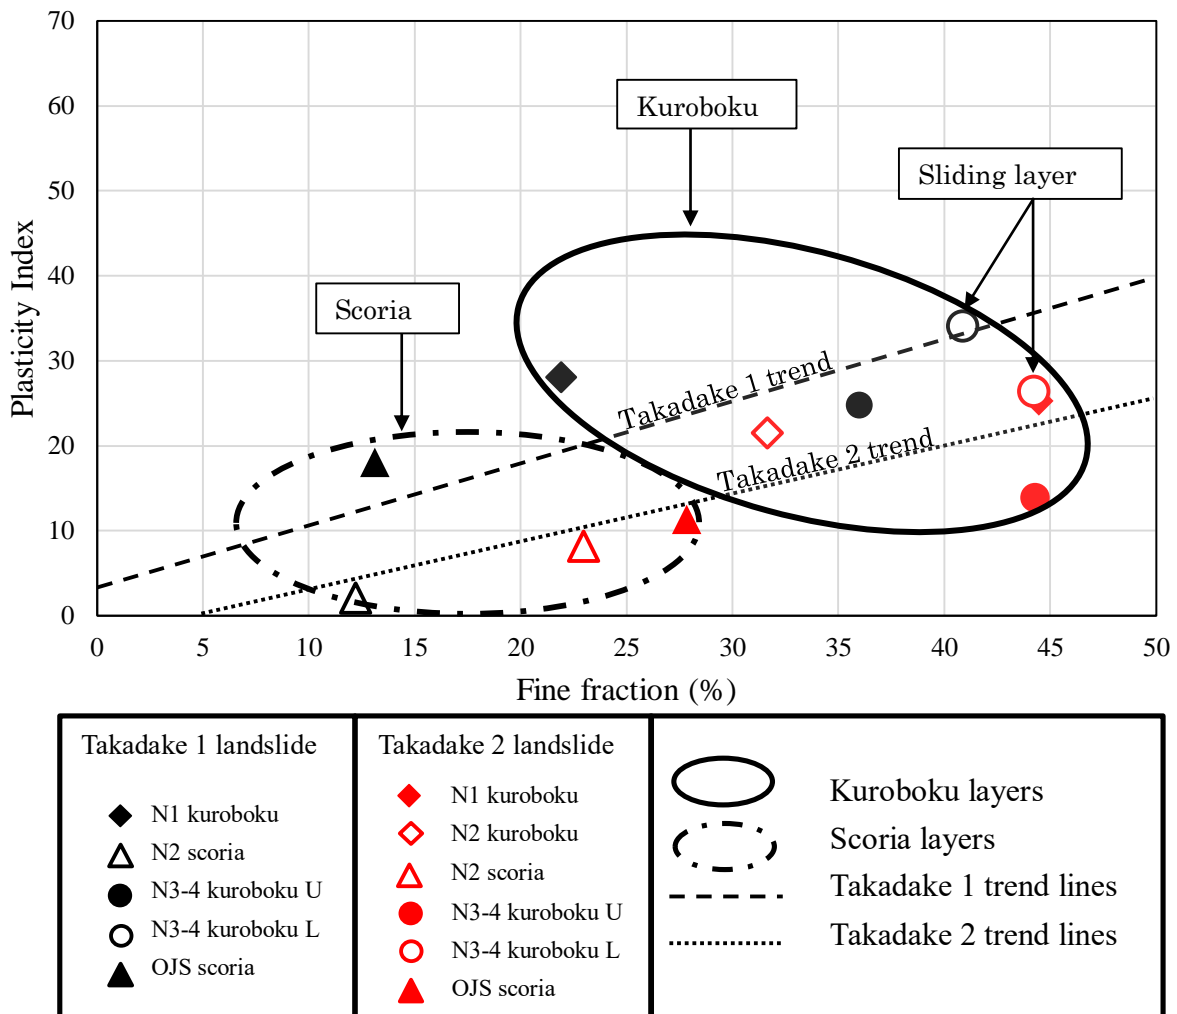 70
60
50
40
30
20
10
0
Plasticity Index
Kuroboku
Sliding layer
Scoria
Takadake 1 trend
Takadake 2 trend
0 5 10 15 20 25 30 35 40 45 50
Fine fraction (%)
Takadake 1 landslide
N1 kuroboku
N2 scoria
N3-4 kuroboku U
N3-4 kuroboku L
OJS scoria
Takadake 2 landslide
N1 kuroboku
N2 kuroboku
N2 scoria
N3-4 kuroboku U
N3-4 kuroboku L
OJS scoria
Kuroboku layers
Scoria layers
Takadake 1 trend lines
Takadake 2 trend lines